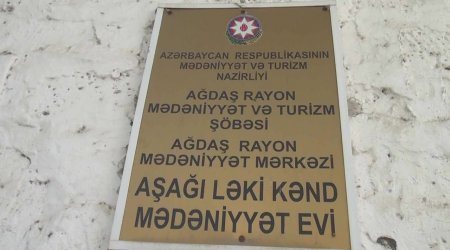 AZƏRBAYCAN RESPUBLİKASININ
MƏDƏNİYYƏT VƏ TURİZM
NAZİRLİYİ
AĞDAŞ RAYON
MƏDƏNİYYƏT VƏ TURİZM
ŞÖBƏSİ
AĞDAŞ RAYON
MƏDƏNİYYƏT MƏRKƏZİ
AŞAĞI LƏKİ KƏND
MƏDƏNİYYƏT EVİ